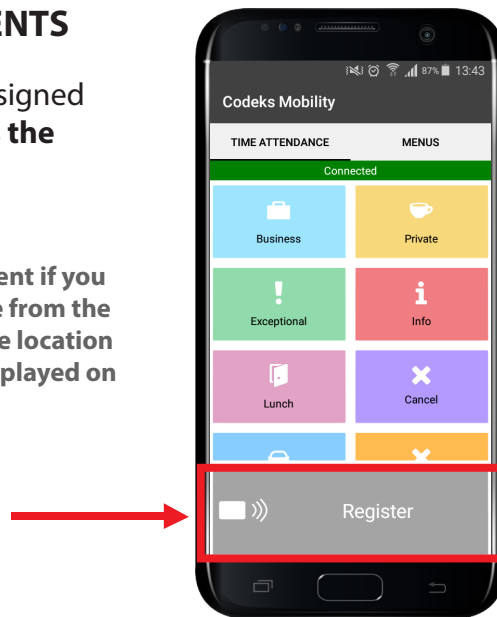 ENTS
signed
the
ent if you
e from the
e location
played on
87% 13:43
Codeks Mobility
TIME ATTENDANCE MENUS
Connected
Business Private
Exceptional Info
Lunch Cancel
Register